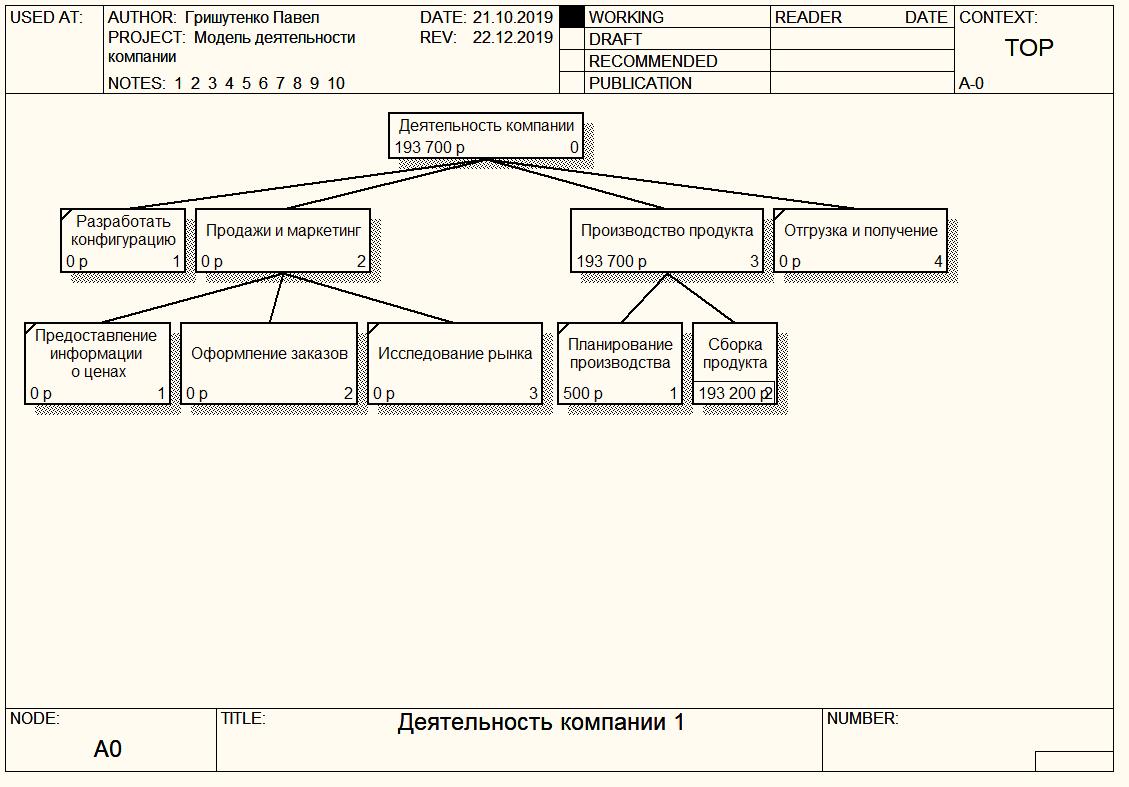 USED AT:
AUTHOR: Гришутенко Павел
DATE: 21.10.2019
PROJECT: Модель деятельности
компании
REV: 22.12.2019
NOTES: 1 2 3 4 5 6 7 8 9 10
WORKING
DRAFT
RECOMMENDED
PUBLICATION
READER DATE
CONTEXT:
TOP
A-0
Деятельность компании
193 700 р 0
Разработать
конфигурацию
0 р 1
Продажи и маркетинг
0 р 2
Производство продукта
193 700 р 3
Отгрузка и получение
0 р 4
Предоставление
информации
о ценах
0 р 1
Оформление заказов
0 р 2
Исследование рынка
0 р 3
Планирование
производства
500 р 1
Сборка
продукта
193 200 р 2
NODE:
A0
TITLE:
Деятельность компании 1
NUMBER: